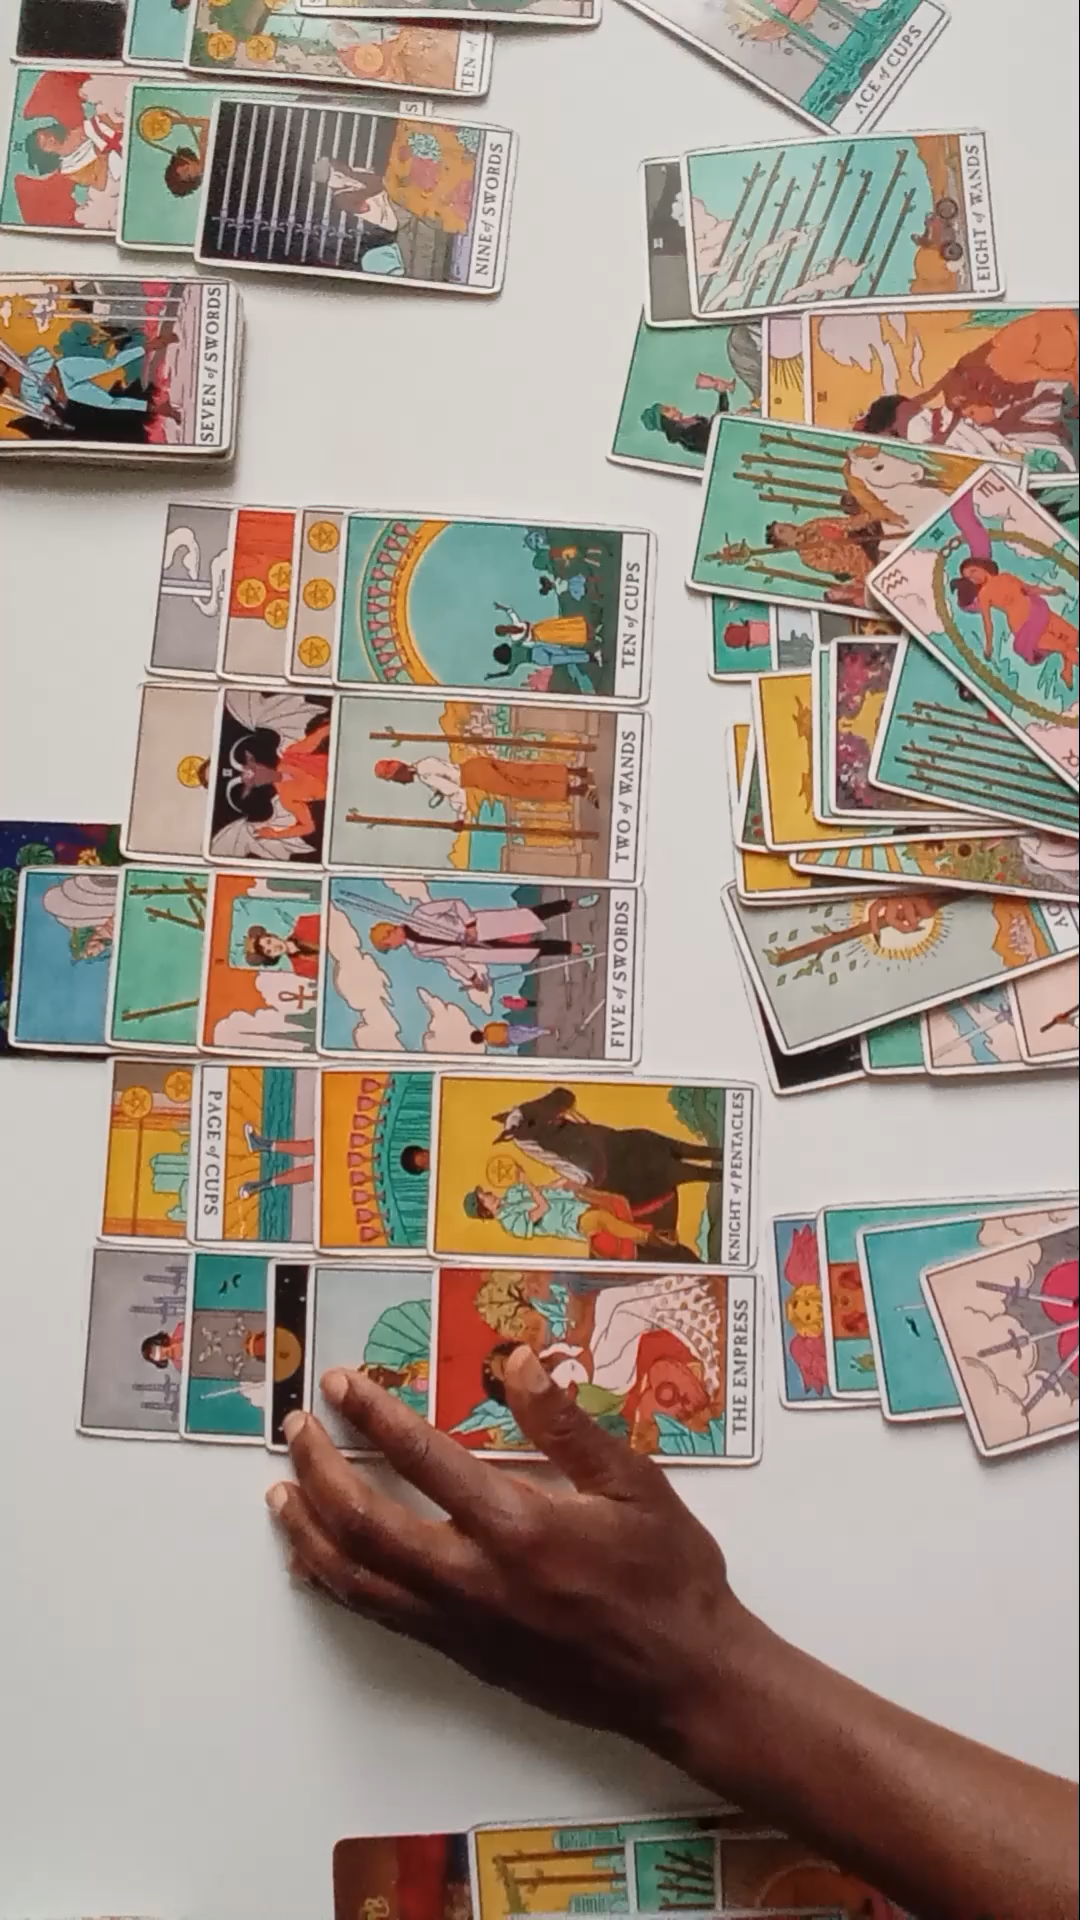 TEN of
ACE of CUPS
S
NINE of SWORDS
EIGHT of WANDS
SEVEN of SWORDS
TEN of CUPS
TWO of WANDS
FIVE of SWORDS
PAGE of CUPS
KNIGHT of PENTACLES
THE EMPRESS